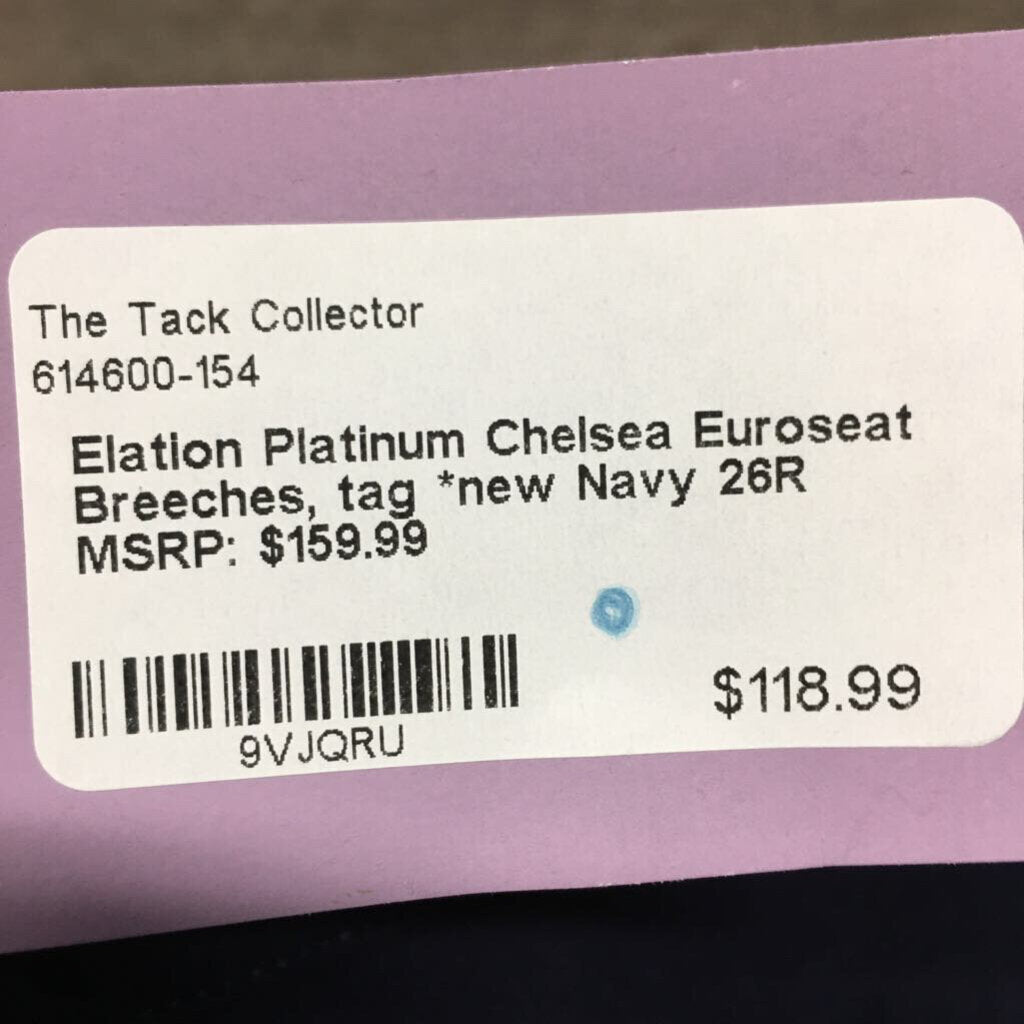 The Tack Collector
614600-154
Elation Platinum Chelsea Euroseat
Breeches, tag *new Navy 26R
MSRP: $159.99
$118.99
9VJQRU